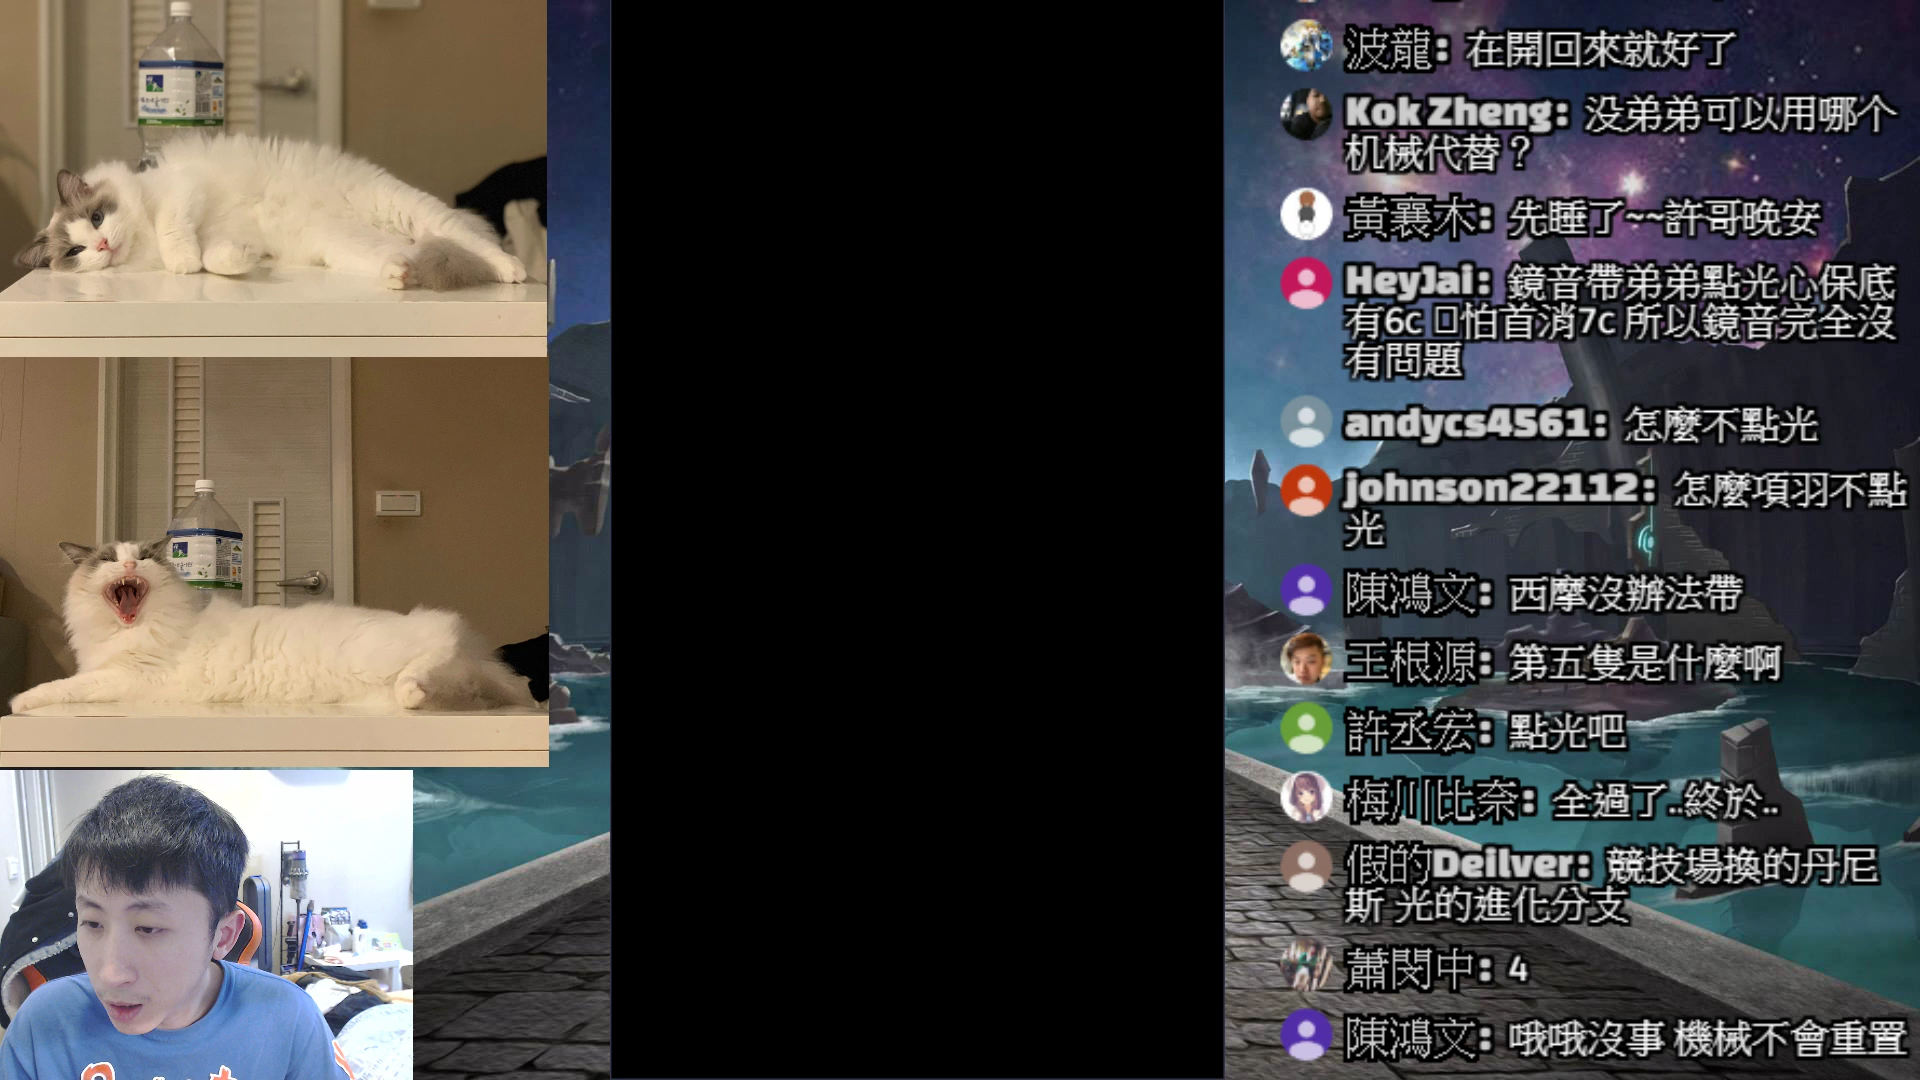 波龍: 在開回來就好了
Kok Zheng: 没弟弟可以用哪个
机械代替？
黃襄木: 先睡了~~許哥晚安
HeyJai: 鏡音帶弟弟點光心保底
有6c 怕首消7c 所以鏡音完全沒
有問題
andycs4561: 怎麼不點光
johnson22112: 怎麼項羽不點
光
陳鴻文: 西摩沒辦法帶
王根源: 第五隻是什麼啊
許丞宏: 點光吧
梅川比奈: 全過了..終於..
假的Deilver: 競技場換的丹尼
斯 光的進化分支
蕭閔中: 4
陳鴻文: 哦哦沒事 機械不會重置